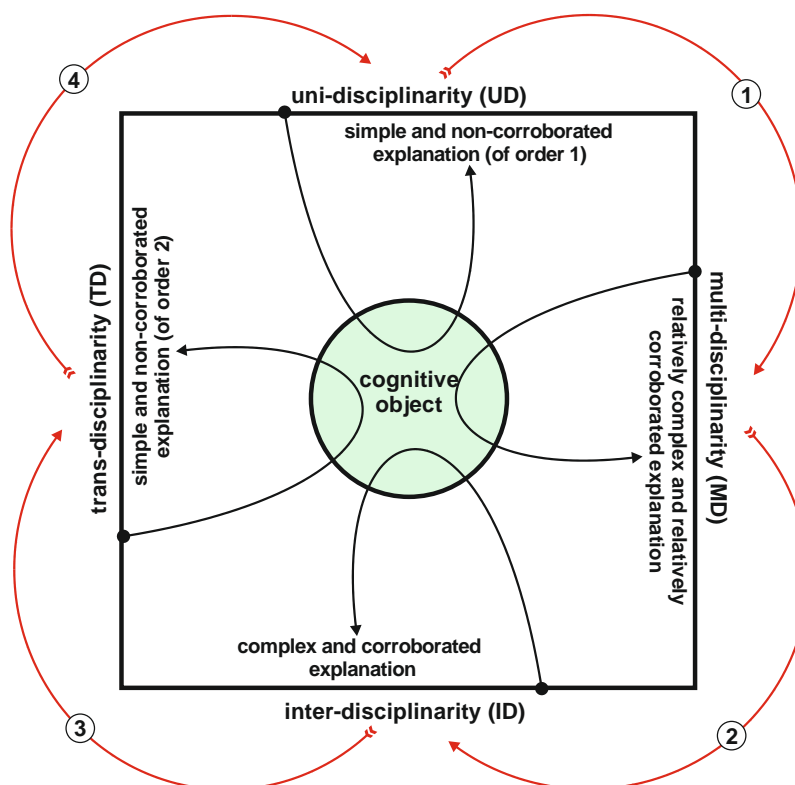 4
1
uni-disciplinarity (UD)
simple and non-corroborated
explanation (of order 1)
trans-disciplinarity (TD)
simple and non-corroborated
explanation (of order 2)
cognitive
object
multi-disciplinarity (MD)
relatively complex and relatively
corroborated explanation
complex and corroborated
explanation
inter-disciplinarity (ID)
3
2